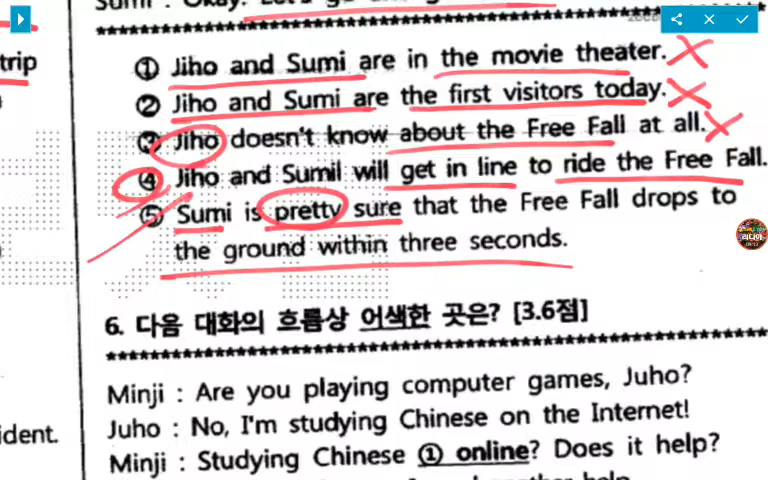 Sumi : Okay.
trip
① Jiho and Sumi are in the movie theater.
② Jiho and Sumi are the first visitors today.
③ Jiho doesn't know about the Free Fall at all.
④ Jiho and Sumil will get in line to ride the Free Fall.
⑤ Sumi is pretty sure that the Free Fall drops to
the ground within three seconds.
6. 다음 대화의 흐름상 어색한 곳은? [3.6점]
Minji : Are you playing computer games, Juho?
Juho : No, I'm studying Chinese on the Internet!
ident.
Minji : Studying Chinese ① online? Does it help?